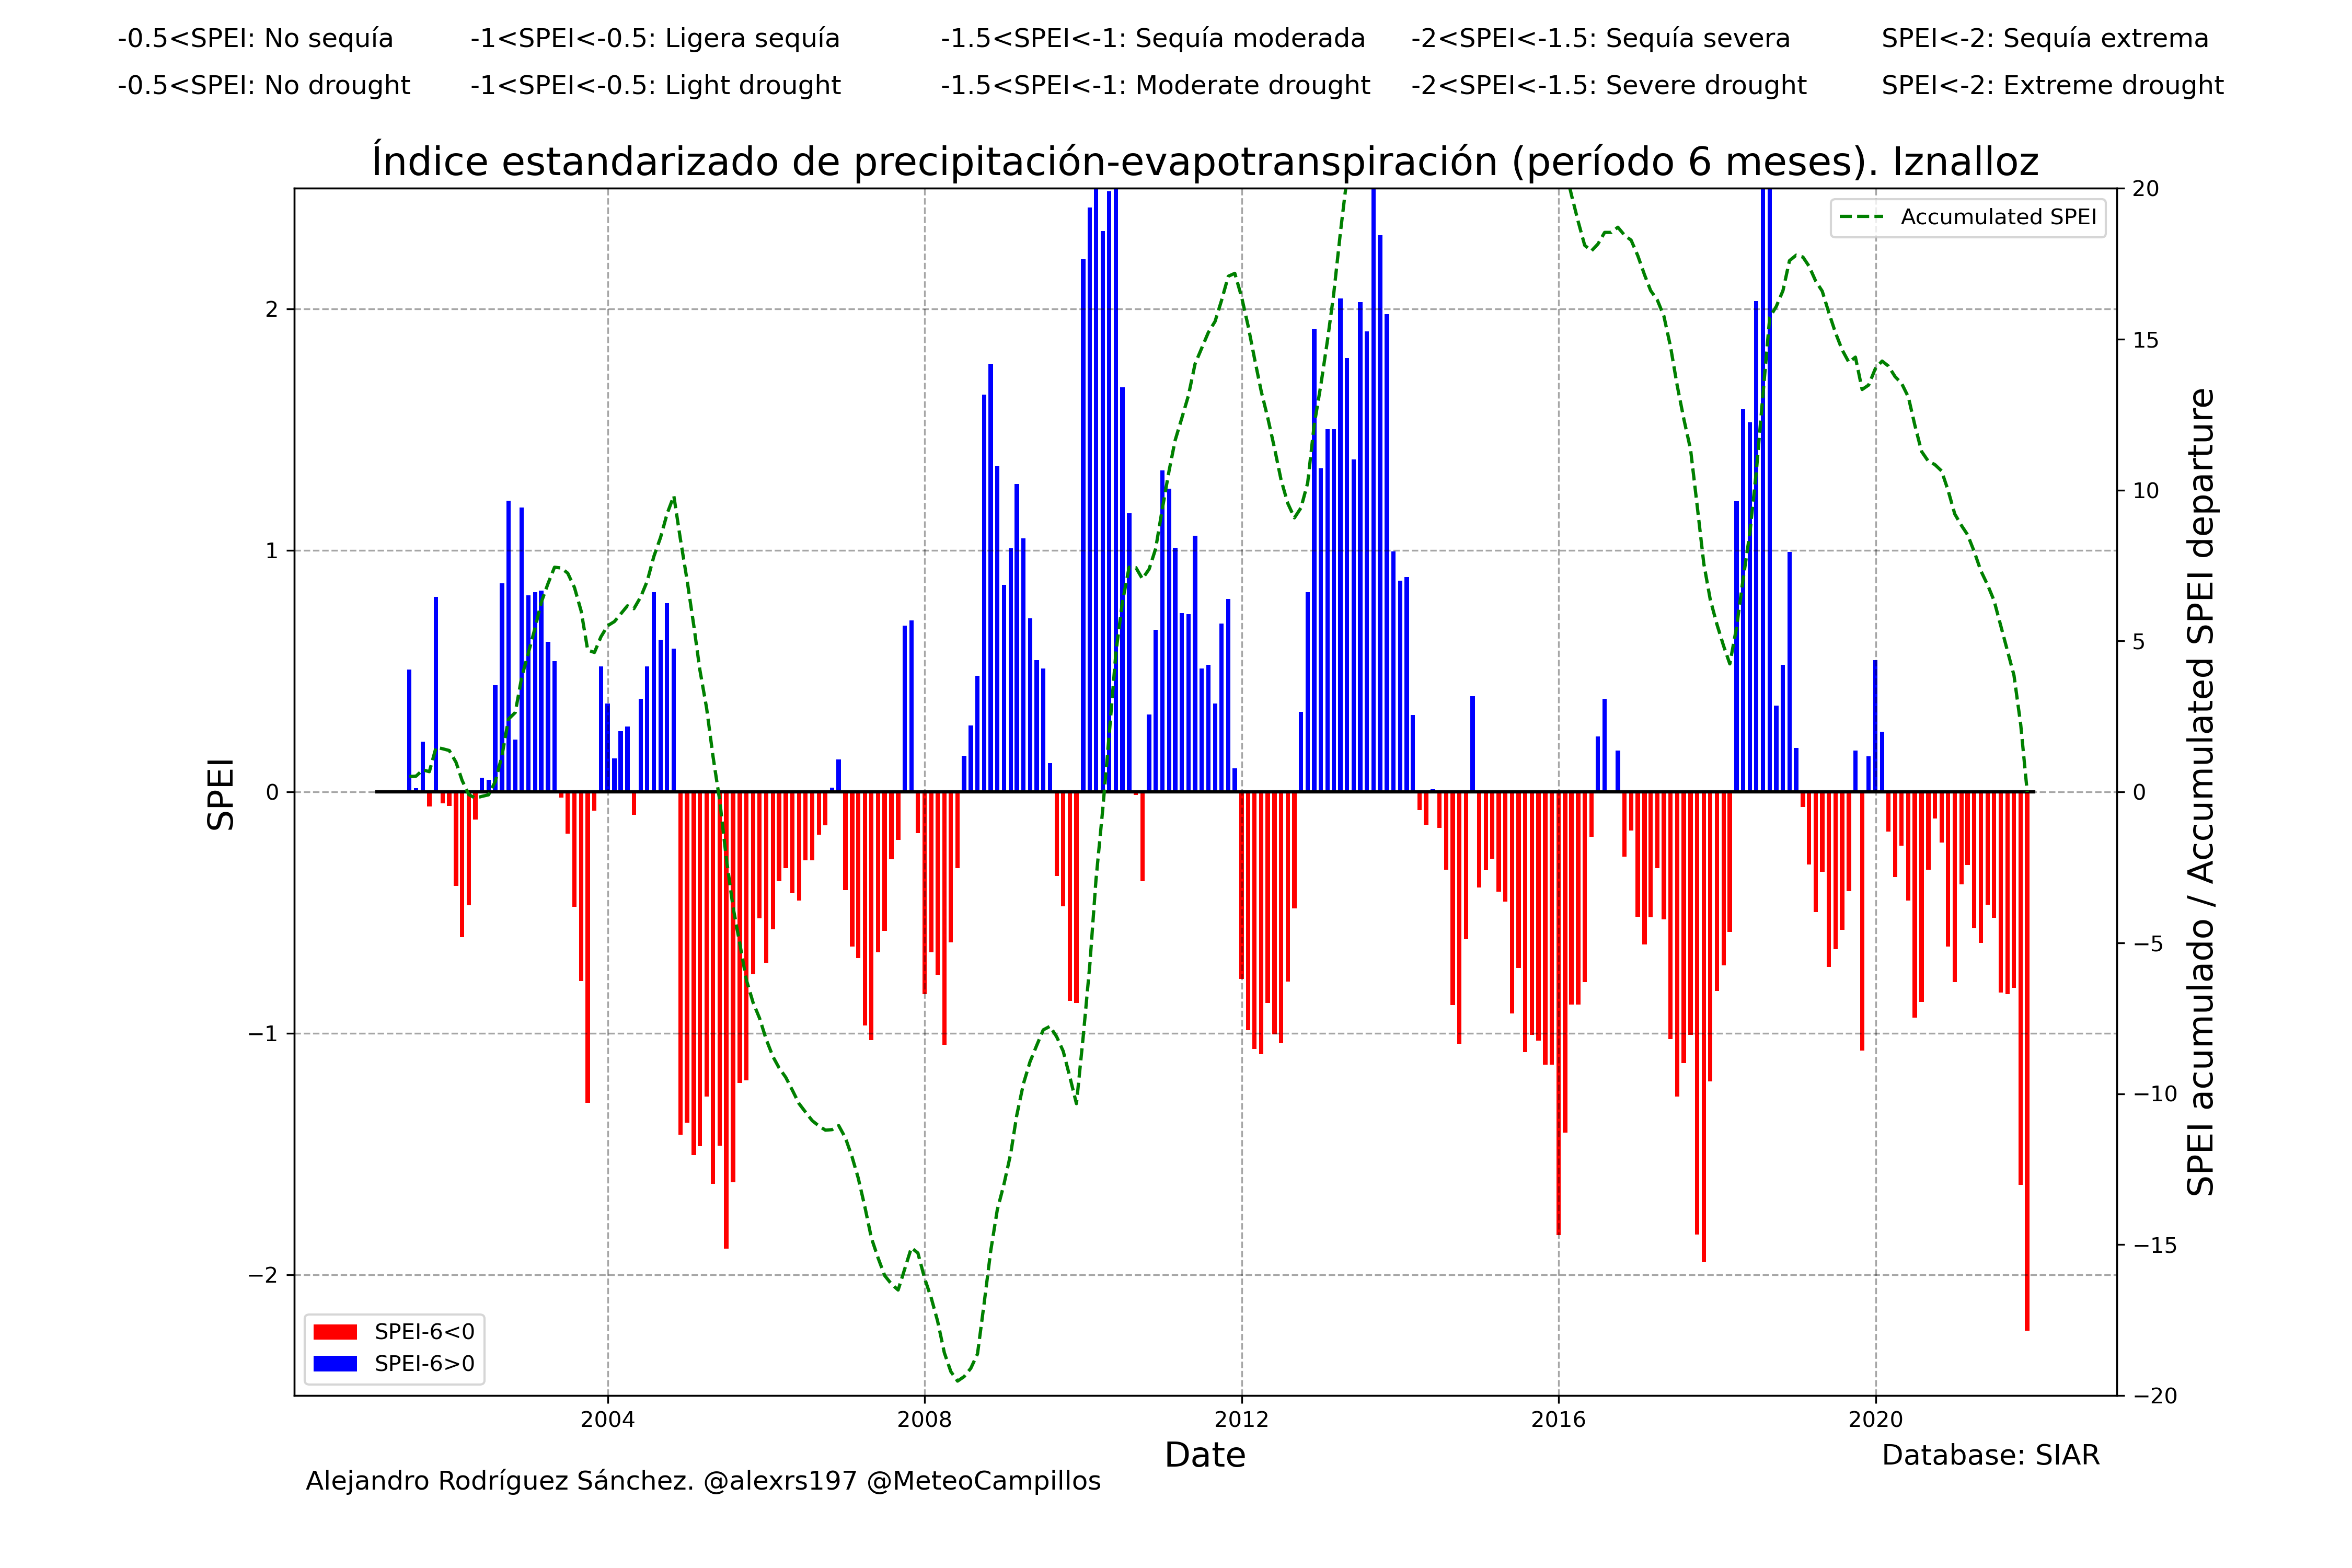 -0.5<SPEI: No sequía -1<SPEI<-0.5: Ligera sequía -1.5<SPEI<-1: Sequía moderada -2<SPEI<-1.5: Sequía severa SPEI<-2: Sequía extrema
-0.5<SPEI: No drought -1<SPEI<-0.5: Light drought -1.5<SPEI<-1: Moderate drought -2<SPEI<-1.5: Severe drought SPEI<-2: Extreme drought
Índice estandarizado de precipitación-evapotranspiración (período 6 meses). Iznalloz
Accumulated SPEI
SPEI
2
1
0
−1
−2
20
15
10
5
0
−5
−10
−15
−20
SPEI acumulado / Accumulated SPEI departure
SPEI-6<0
SPEI-6>0
2004 2008 2012 2016 2020
Date
Database: SIAR
Alejandro Rodríguez Sánchez. @alexrs197 @MeteoCampillos